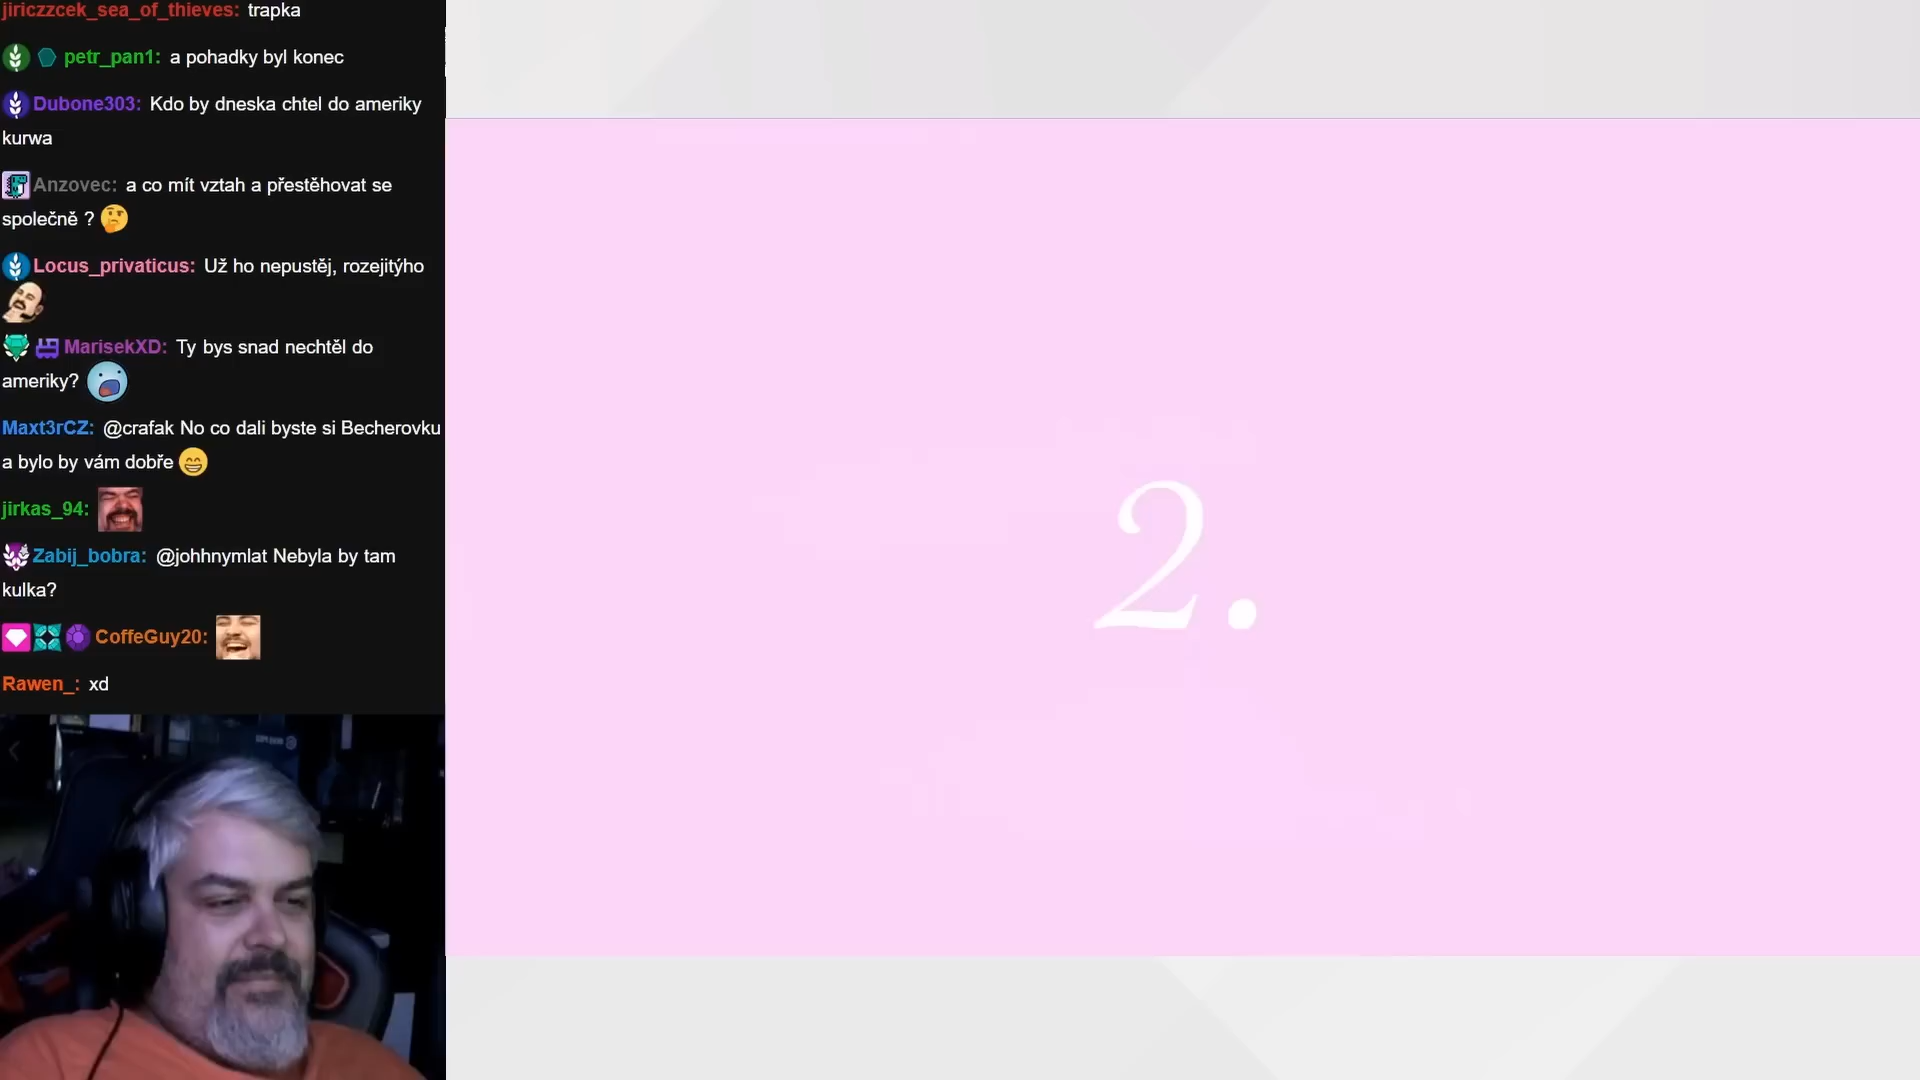 jiriczzcek_sea_of_thieves: trapka
petr_pan1: a pohadky byl konec
Dubone303: Kdo by dneska chtel do ameriky
kurwa
Anzovec: a co mít vztah a přestěhovat se
společně ? 🤔
Locus_privaticus: Už ho nepustěj, rozejitýho
MarisekXD: Ty bys snad nechtěl do
ameriky?
Maxt3rCZ: @crafak No co dali byste si Becherovku
a bylo by vám dobře 😁
jirkas_94:
Zabij_bobra: @johhnymlat Nebyla by tam
kulka?
CoffeGuy20:
Rawen_: xd
2.